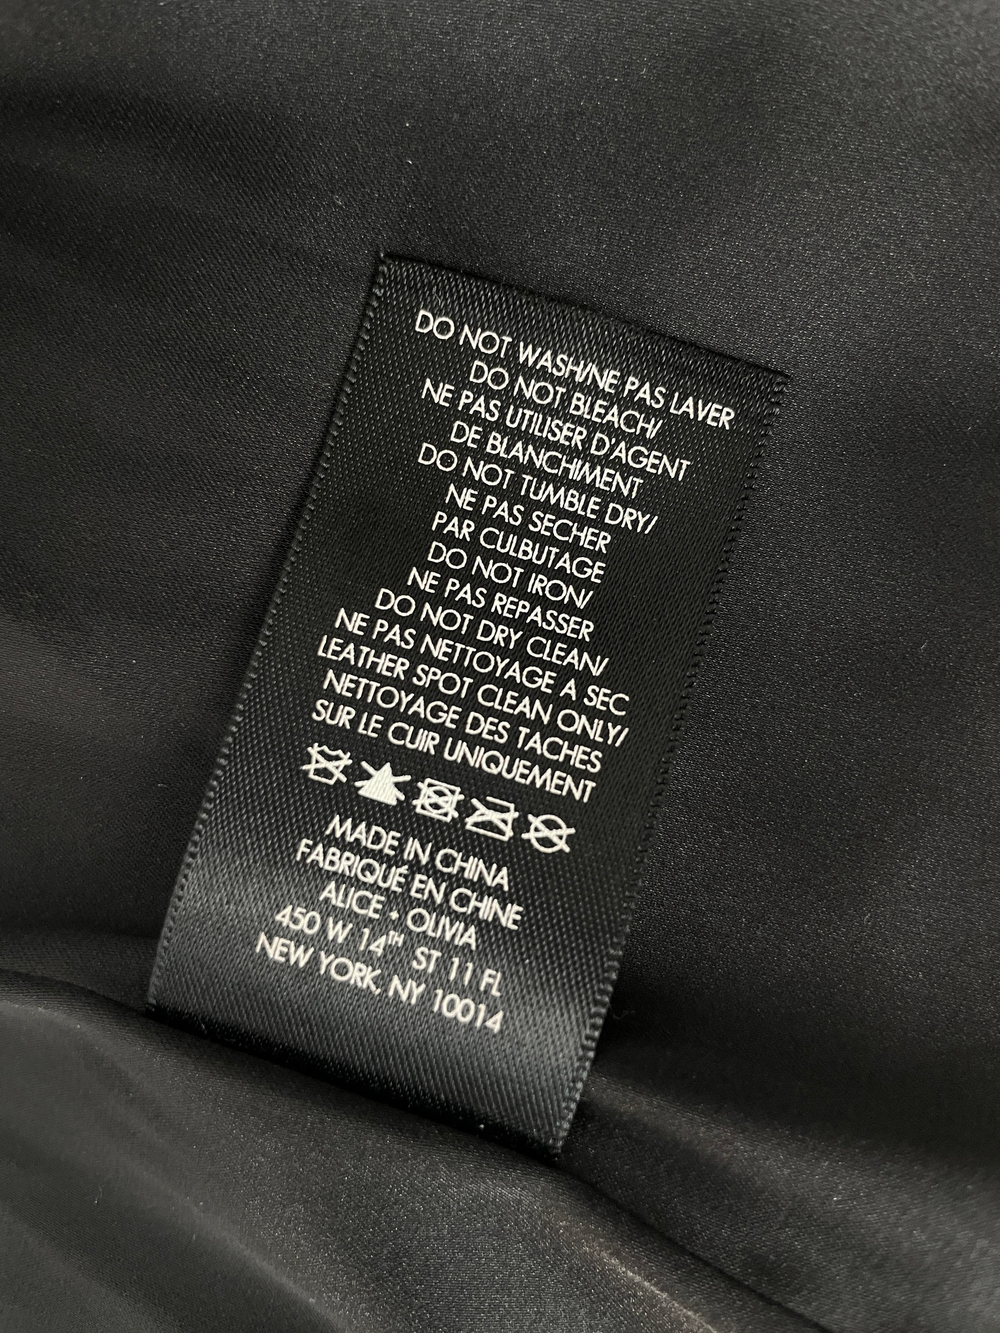 DO NOT WASH/NE PAS LAVER
DO NOT BLEACH/
NE PAS UTILISER D'AGENT
DE BLANCHIMENT
DO NOT TUMBLE DRY/
NE PAS SECHER
PAR CULBUTAGE
DO NOT IRON/
NE PAS REPASSER
DO NOT DRY CLEAN/
NE PAS NETTOYAGE A SEC
LEATHER SPOT CLEAN ONLY/
NETTOYAGE DES TACHES
SUR LE CUIR UNIQUEMENT
MADE IN CHINA
FABRIQUÉ EN CHINE
ALICE + OLIVIA
450 W 14TH ST 11 FL
NEW YORK, NY 10014